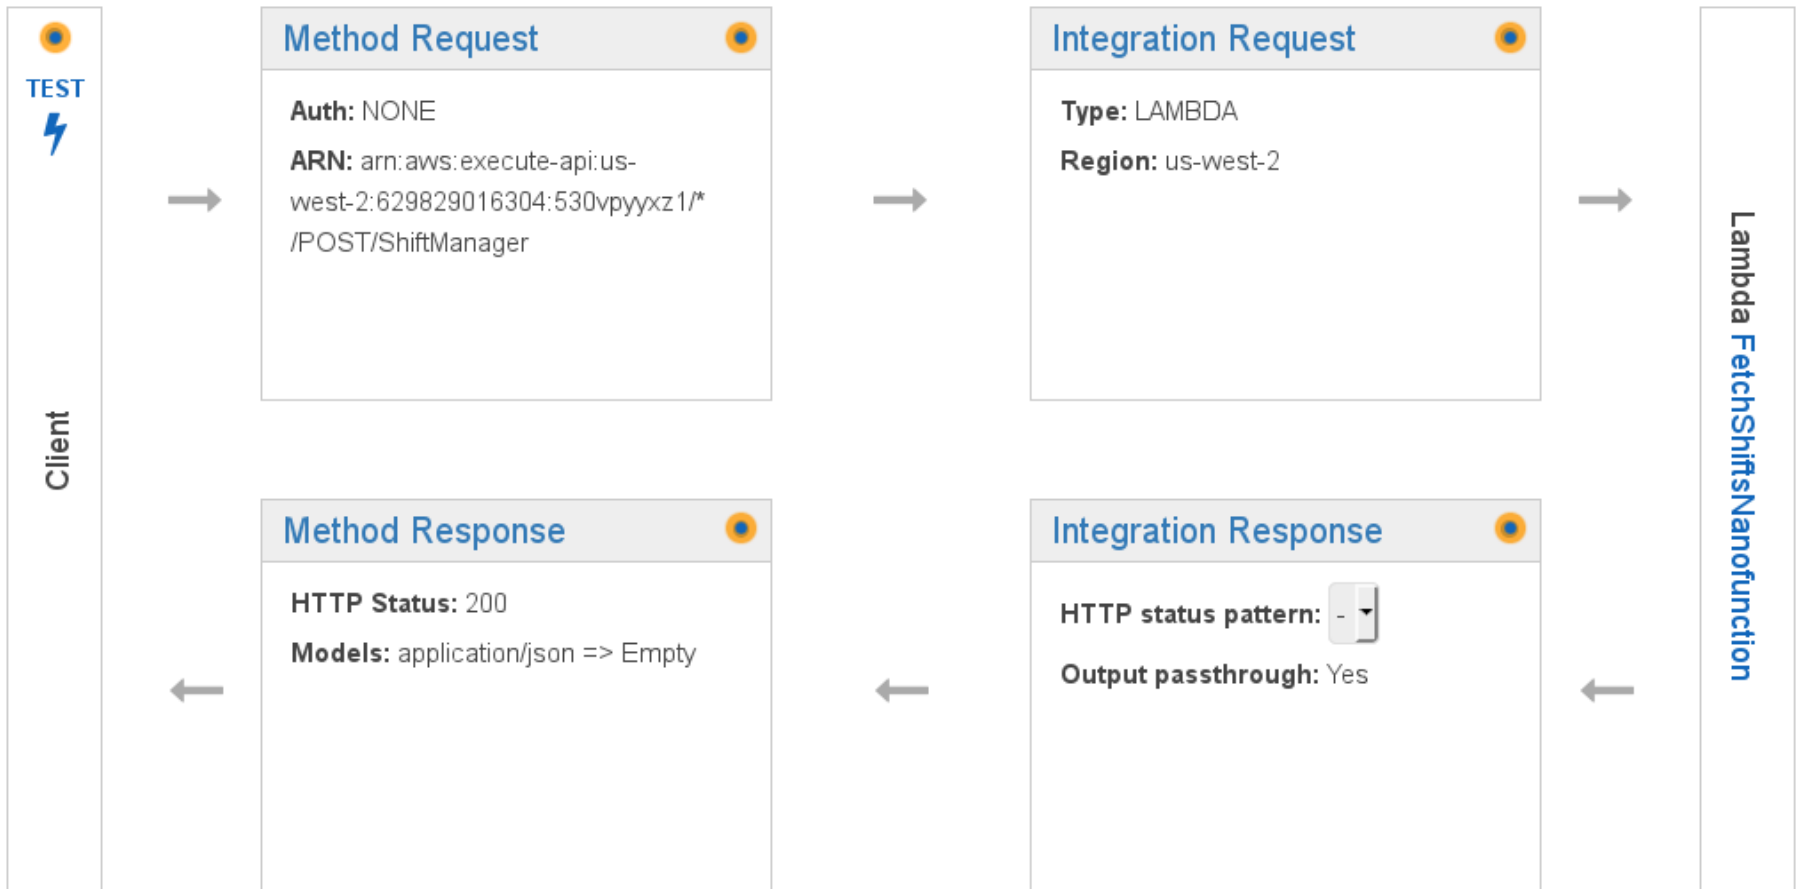 TEST
Client
Method Request
Auth: NONE
ARN: arn:aws:execute-api:us-
west-2:629829016304:530vpyyxz1/*
/POST/ShiftManager
Integration Request
Type: LAMBDA
Region: us-west-2
Lambda FetchShiftsNanofunction
Method Response
HTTP Status: 200
Models: application/json => Empty
Integration Response
HTTP status pattern: -
Output passthrough: Yes